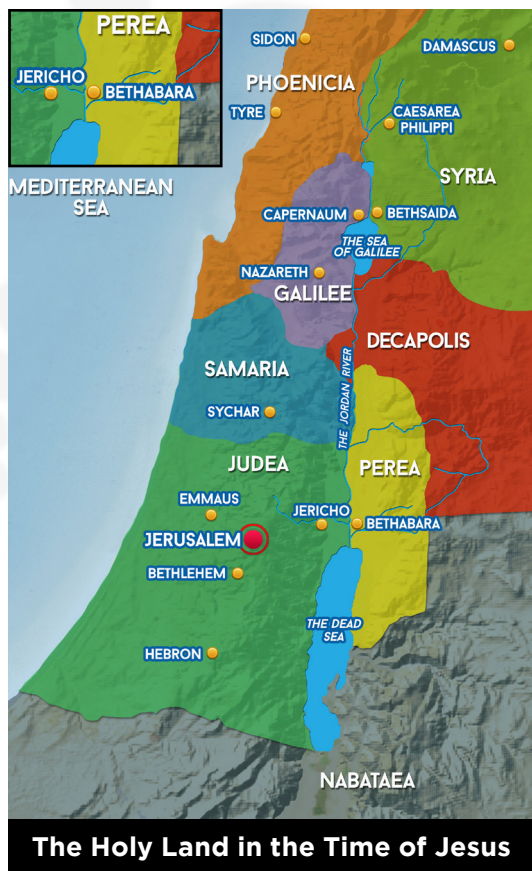 PEREA
JERICHO
BETHABARA
MEDITERRANEAN
SEA
SIDON
DAMASCUS
PHOENICIA
TYRE
CAESAREA
PHILIPPI
SYRIA
CAPERNAUM
BETHSAIDA
THE SEA
OF GALILEE
NAZARETH
GALILEE
DECAPOLIS
SAMARIA
THE JORDAN RIVER
SYCHAR
JUDEA
PEREA
EMMAUS
JERICHO
BETHABARA
JERUSALEM
BETHLEHEM
THE DEAD
SEA
HEBRON
NABATAEA
The Holy Land in the Time of Jesus